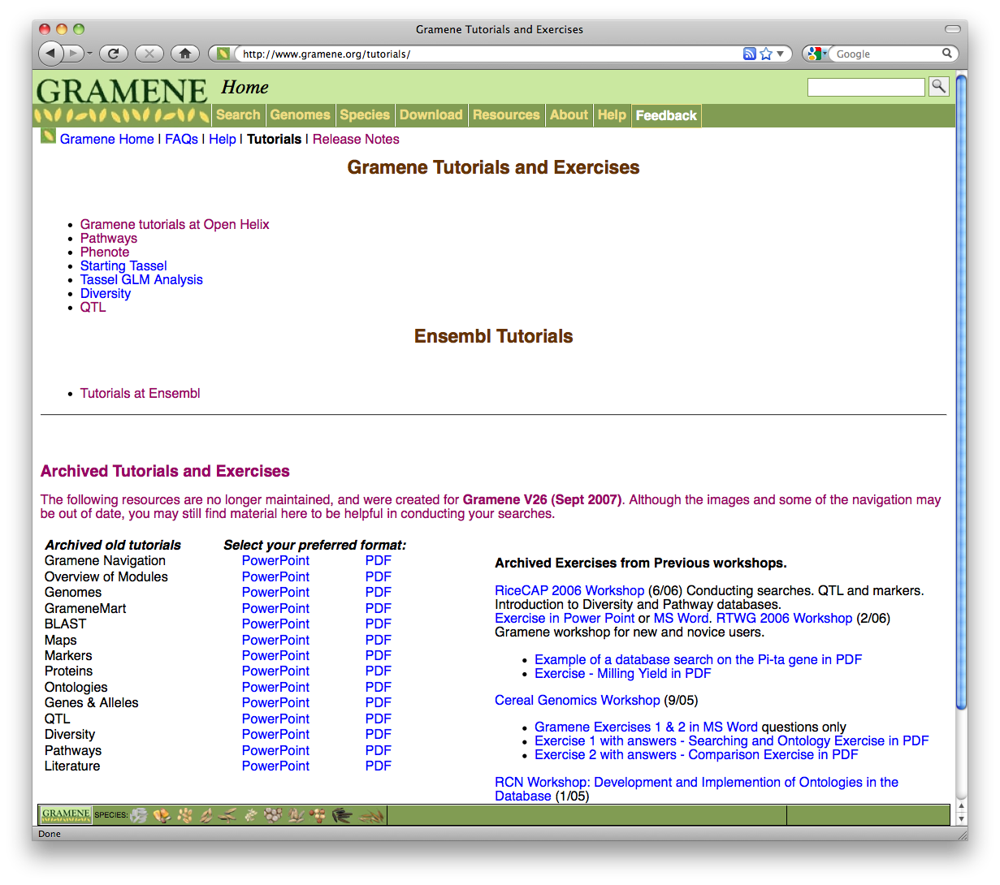 Gramene Tutorials and Exercises
http://www.gramene.org/tutorials/
Google
GRAMENE Home
Search Genomes Species Download Resources About Help Feedback
Gramene Home | FAQs | Help | Tutorials | Release Notes
Gramene Tutorials and Exercises
• Gramene tutorials at Open Helix
• Pathways
• Phenote
• Starting Tassel
• Tassel GLM Analysis
• Diversity
• QTL
Ensembl Tutorials
• Tutorials at Ensembl
Archived Tutorials and Exercises
The following resources are no longer maintained, and were created for Gramene V26 (Sept 2007). Although the images and some of the navigation may
be out of date, you may still find material here to be helpful in conducting your searches.
Archived old tutorials Select your preferred format:
Gramene Navigation PowerPoint PDF
Overview of Modules PowerPoint PDF
Genomes PowerPoint PDF
GrameneMart PowerPoint PDF
BLAST PowerPoint PDF
Maps PowerPoint PDF
Markers PowerPoint PDF
Proteins PowerPoint PDF
Ontologies PowerPoint PDF
Genes & Alleles PowerPoint PDF
QTL PowerPoint PDF
Diversity PowerPoint PDF
Pathways PowerPoint PDF
Literature PowerPoint PDF
Archived Exercises from Previous workshops.
RiceCAP 2006 Workshop (6/06) Conducting searches. QTL and markers.
Introduction to Diversity and Pathway databases.
Exercise in Power Point or MS Word. RTWG 2006 Workshop (2/06)
Gramene workshop for new and novice users.
• Example of a database search on the Pi-ta gene in PDF
• Exercise - Milling Yield in PDF
Cereal Genomics Workshop (9/05)
• Gramene Exercises 1 & 2 in MS Word questions only
• Exercise 1 with answers - Searching and Ontology Exercise in PDF
• Exercise 2 with answers - Comparison Exercise in PDF
RCN Workshop: Development and Implemention of Ontologies in the
Database (1/05)
GRAMENE SPECIES:
Done